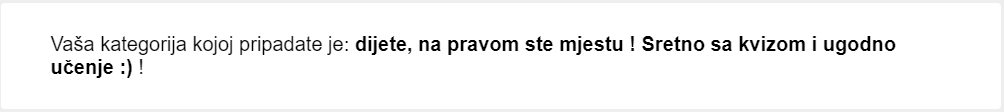 Vaša kategorija kojoj pripadate je: dijete, na pravom ste mjestu ! Sretno sa kvizom i ugodno
učenje :) !